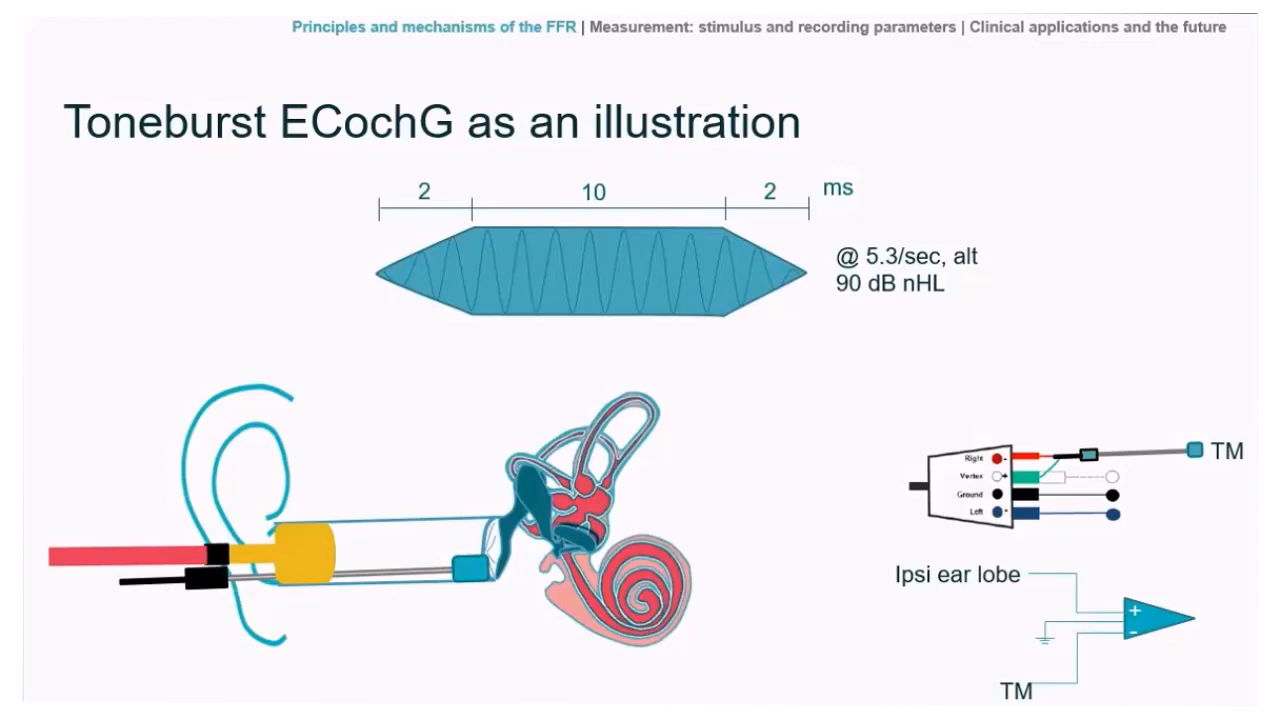 Principles and mechanisms of the FFR | Measurement: stimulus and recording parameters | Clinical applications and the future
Toneburst ECochG as an illustration
2 10 2 ms
@ 5.3/sec, alt
90 dB nHL
Right -
TM
Vertex +
Ground
Left -
Ipsi ear lobe
+
-
TM